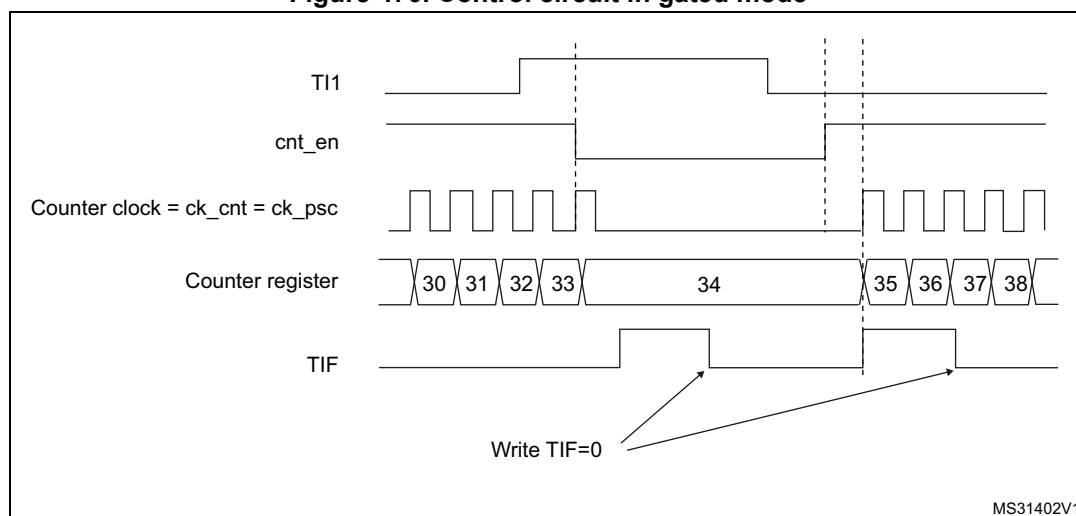 TI1
cnt_en
Counter clock = ck_cnt = ck_psc
Counter register
30 31 32 33 34 35 36 37 38
TIF
Write TIF=0
MS31402V1